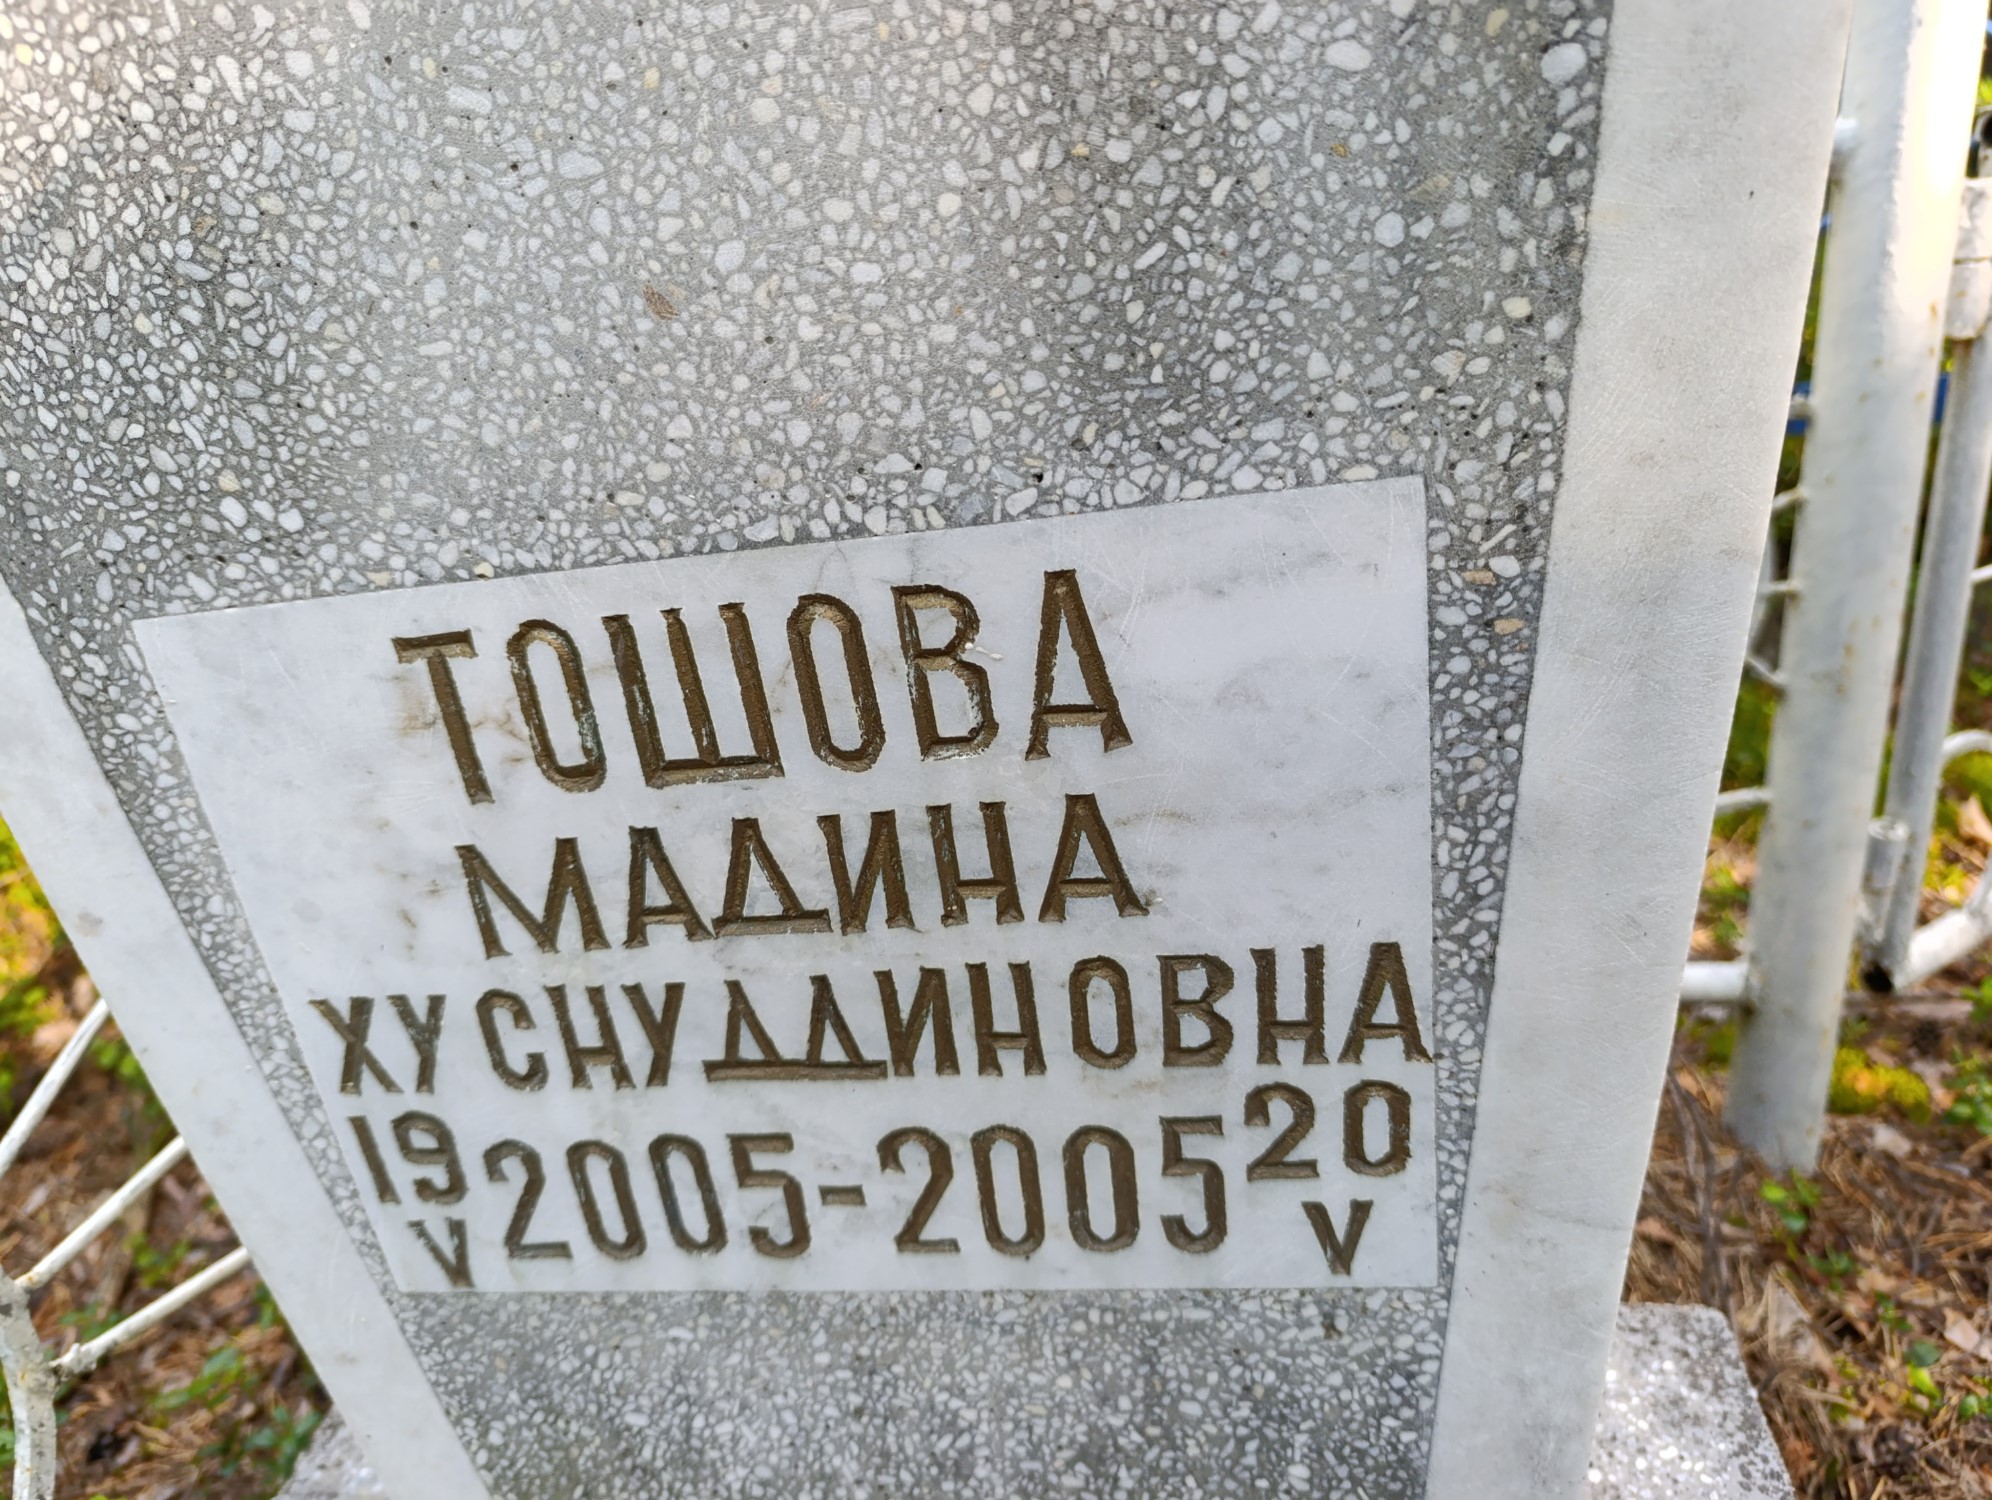 ТОШОВА
МАДИНА
ХУСНУДДИНОВНА
19 V 2005-2005 20 V